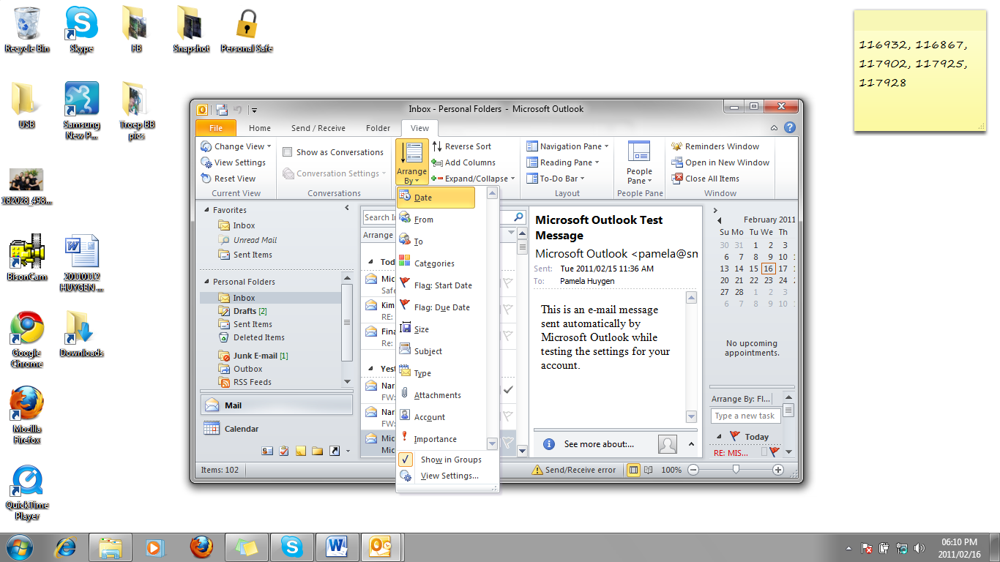 Recycle Bin
Skype
FB
Snapshot
Personal Safe
116932, 116867,
117902, 117925,
117928
USB
Samsung
New P...
Troep BB
pics
182028_498...
BisonCam
20110112
HUYGEN ...
Google
Chrome
Downloads
Mozilla
Firefox
QuickTime
Player
Inbox - Personal Folders - Microsoft Outlook
File Home Send / Receive Folder View
Change View
View Settings
Reset View
Current View
Show as Conversations
Conversation Settings
Conversations
Arrange
By
Reverse Sort
Add Columns
Expand/Collapse
Navigation Pane
Reading Pane
To-Do Bar
Layout
People
Pane
People Pane
Reminders Window
Open in New Window
Close All Items
Window
Favorites
Inbox
Unread Mail
Sent Items
Personal Folders
Inbox
Drafts [2]
Sent Items
Deleted Items
Junk E-mail [1]
Outbox
RSS Feeds
Mail
Calendar
Items: 102
Search In
Arrange
Tod
Mic
Safe
Kim
RE:
Fina
Re:
Yest
Nar
FW:
Nar
FW:
Mic
Mic
Date
From
To
Categories
Flag: Start Date
Flag: Due Date
Size
Subject
Type
Attachments
Account
Importance
Show in Groups
View Settings...
Microsoft Outlook Test
Message
Microsoft Outlook <pamela@sn
Sent: Tue 2011/02/15 11:36 AM
To: Pamela Huygen
This is an e-mail message
sent automatically by
Microsoft Outlook while
testing the settings for your
account.
See more about:...
February 2011
Su Mo Tu We Th
30 31 1 2 3
6 7 8 9 10
13 14 15 16 17
20 21 22 23 24
27 28 1 2 3
6 7 8 9 10
No upcoming
appointments.
Arrange By: Fl...
Type a new task
Today
RE: MIS...
Send/Receive error
100%
06:10 PM
2011/02/16